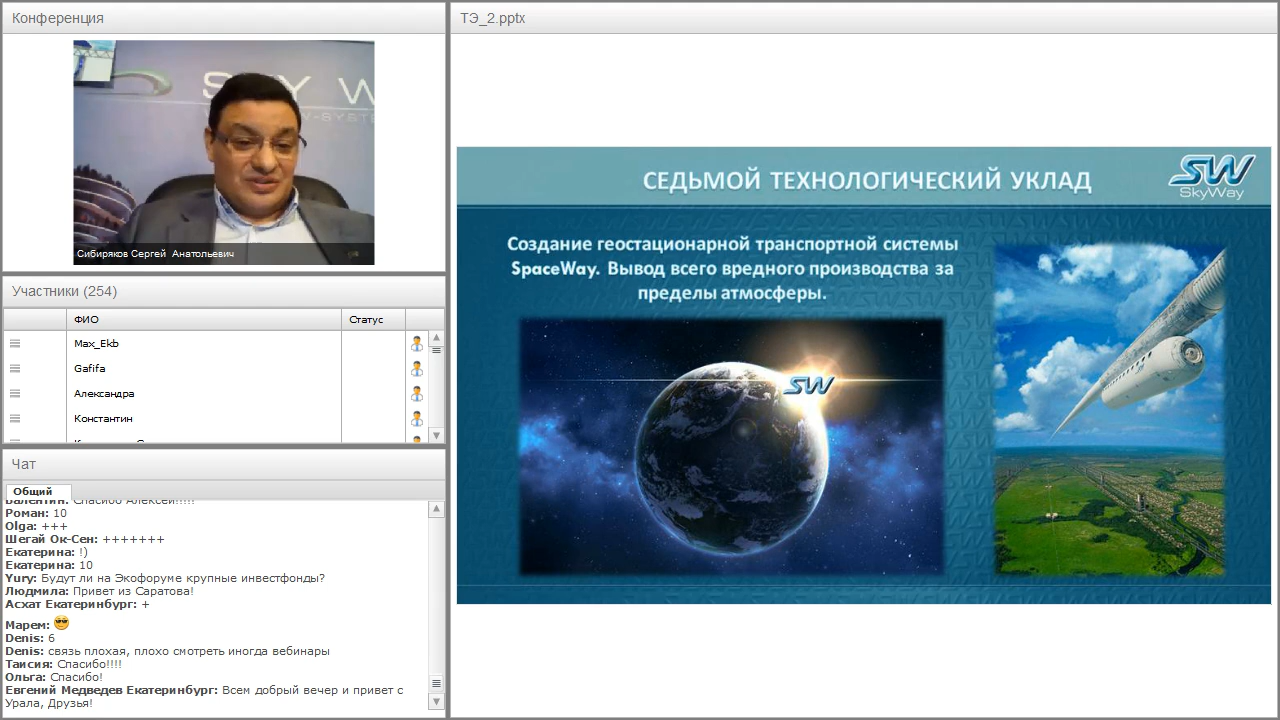 Конференция
SKY W
Сибиряков Сергей Анатольевич
Участники (254)
ФИО
Статус
Max_Ekb
Gafifa
Александра
Константин
Чат
Общий
Валентин: Спасибо Алексей!!!!!
Роман: 10
Olga: +++
Шегай Ок-Сен: +++++++
Екатерина: !)
Екатерина: 10
Yury: Будут ли на Экофоруме крупные инвестфонды?
Людмила: Привет из Саратова!
Асхат Екатеринбург: +
Марем:
Denis: 6
Denis: связь плохая, плохо смотреть иногда вебинары
Таисия: Спасибо!!!!
Ольга: Спасибо!
Евгений Медведев Екатеринбург: Всем добрый вечер и привет с
Урала, Друзья!
ТЭ_2.pptx
СЕДЬМОЙ ТЕХНОЛОГИЧЕСКИЙ УКЛАД
SW
SkyWay
Создание геостационарной транспортной системы
SpaceWay. Вывод всего вредного производства за
пределы атмосферы.
SW